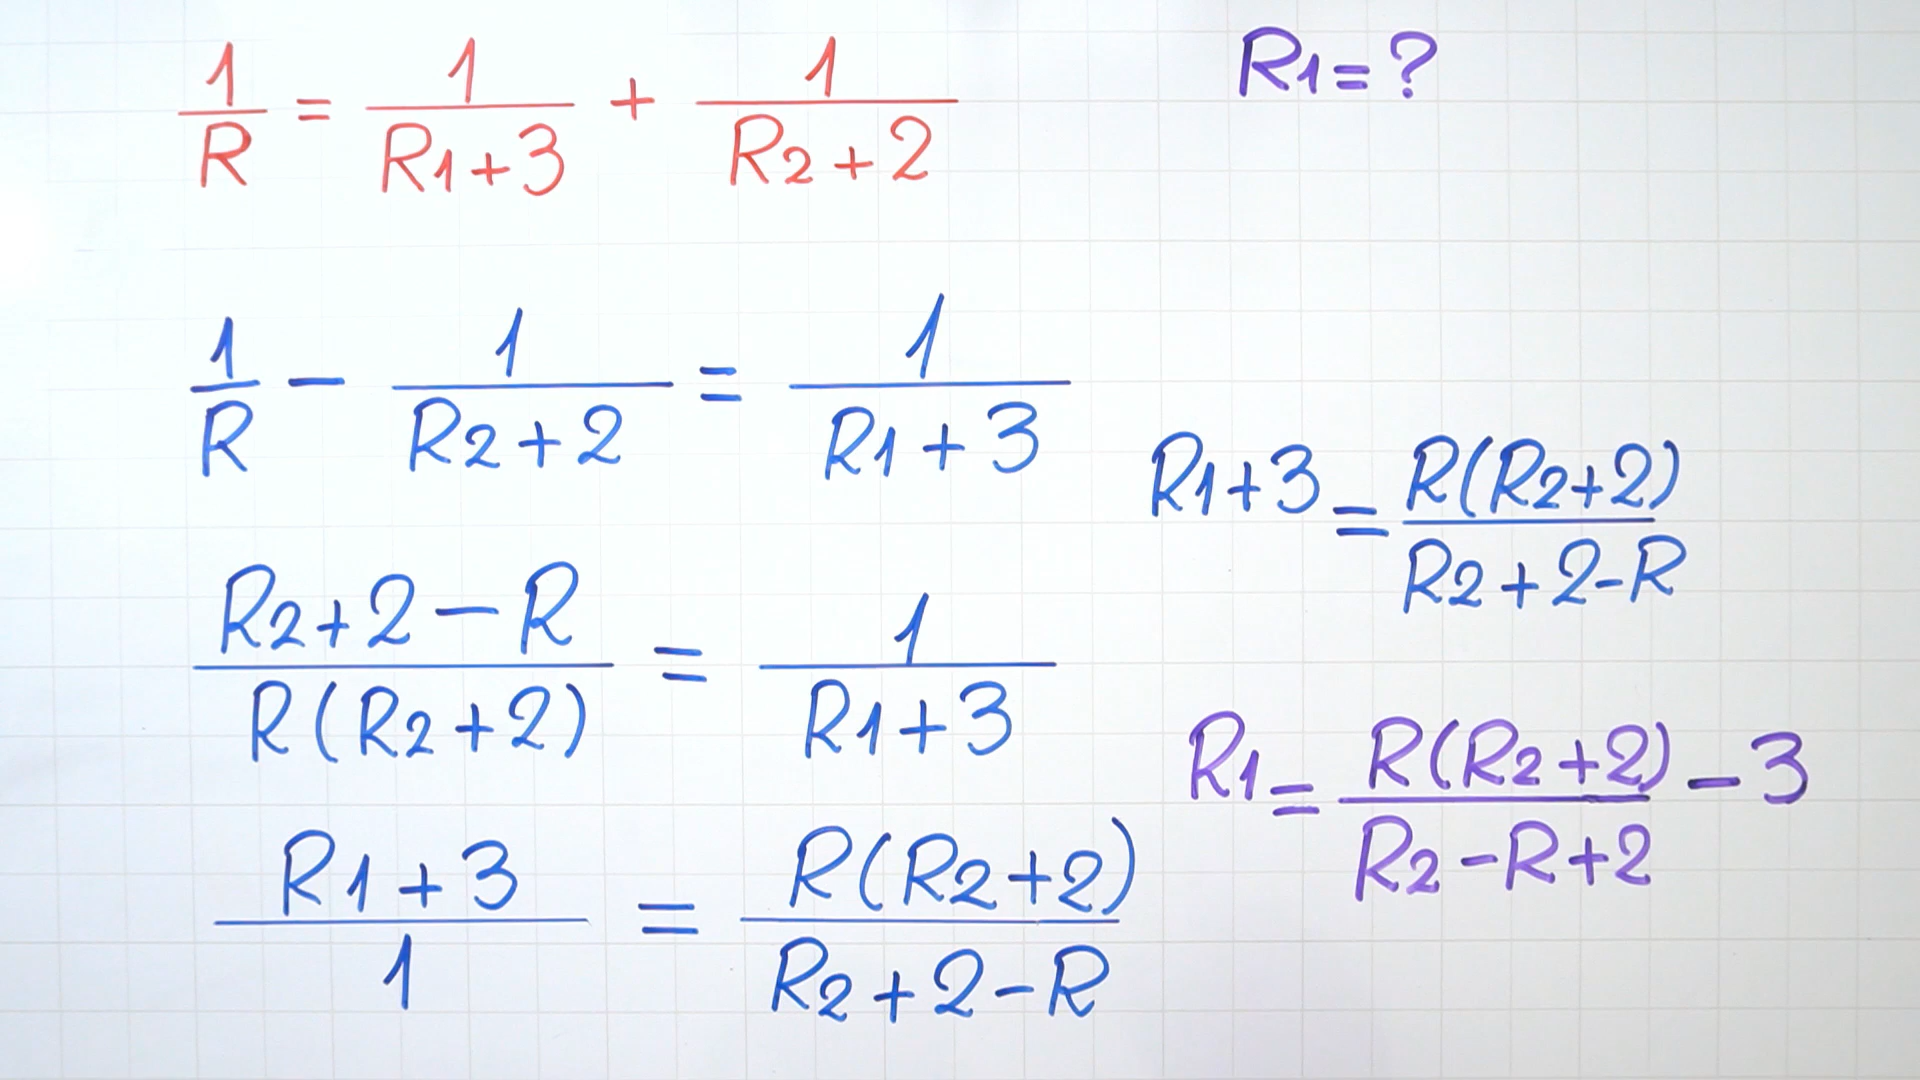 1/R = 1/(R1+3) + 1/(R2+2)
R1=?
1/R - 1/(R2+2) = 1/(R1+3)
(R2+2-R)/(R(R2+2)) = 1/(R1+3)
(R1+3)/1 = R(R2+2)/(R2+2-R)
R1+3 = R(R2+2)/(R2+2-R)
R1 = R(R2+2)/(R2-R+2) - 3